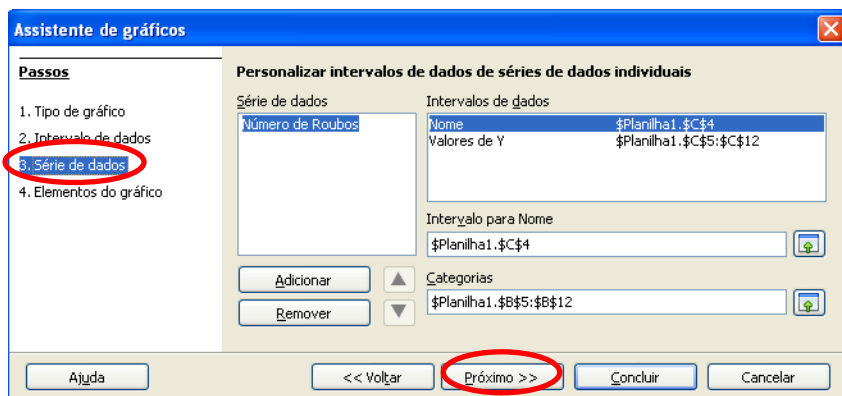 Assistente de gráficos
Passos
1. Tipo de gráfico
2. Intervalo de dados
3. Série de dados
4. Elementos do gráfico
Personalizar intervalos de dados de séries de dados individuais
Série de dados
Número de Roubos
Intervalos de dados
Nome $Planilha1.$C$4
Valores de Y $Planilha1.$C$5:$C$12
Intervalo para Nome
$Planilha1.$C$4
Adicionar
Remover
Categorias
$Planilha1.$B$5:$B$12
Ajuda
<< Voltar
Próximo >>
Concluir
Cancelar